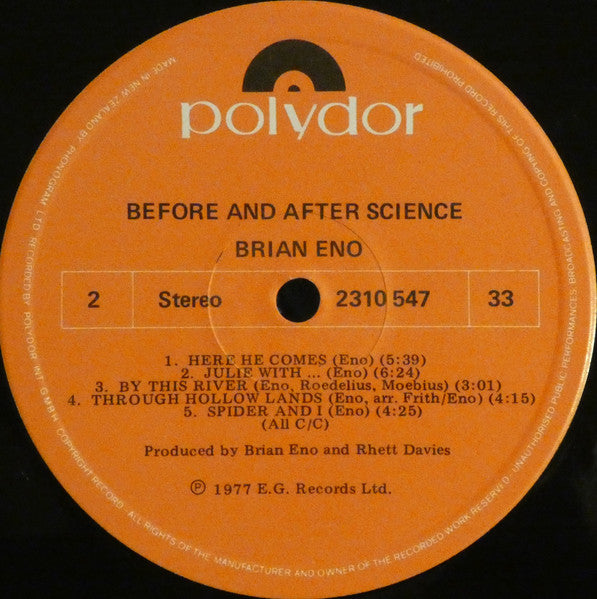 polydor
BEFORE AND AFTER SCIENCE
BRIAN ENO
2 Stereo 2310 547 33
1. HERE HE COMES (Eno) (5:39)
2. JULIE WITH ... (Eno) (6:24)
3. BY THIS RIVER (Eno, Roedelius, Moebius) (3:01)
4. THROUGH HOLLOW LANDS (Eno, arr. Frith/Eno) (4:15)
5. SPIDER AND I (Eno) (4:25)
(All C/C)
Produced by Brian Eno and Rhett Davies
Ⓟ 1977 E.G. Records Ltd.
MADE IN NEW ZEALAND BY PHONOGRAM LTD RECORDED BY POLYDOR INT. GMBH · COPYRIGHT RECORD - ALL RIGHTS OF THE MANUFACTURER AND OWNER OF THE RECORDED WORK RESERVED - UNAUTHORISED PUBLIC PERFORMANCES, BROADCASTING AND COPYING OF THIS RECORD PROHIBITED